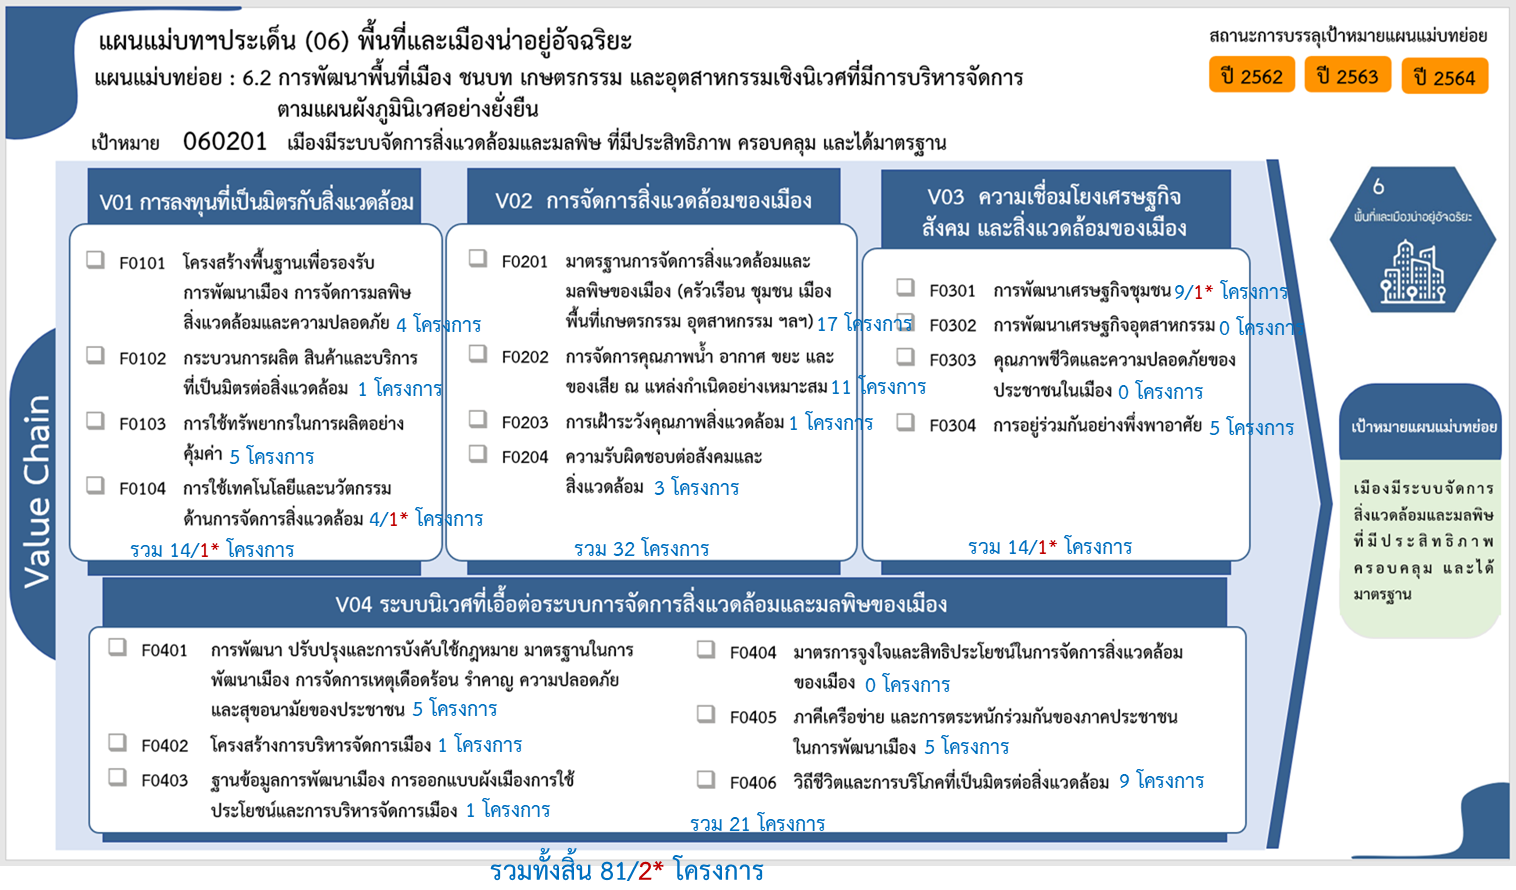 แผนแม่บทฯประเด็น (06) พื้นที่และเมืองน่าอยู่อัจฉริยะ
แผนแม่บทย่อย : 6.2 การพัฒนาพื้นที่เมือง ชนบท เกษตรกรรม และอุตสาหกรรมเชิงนิเวศที่มีการบริหารจัดการ
ตามแผนผังภูมินิเวศอย่างยั่งยืน
เป้าหมาย 060201 เมืองมีระบบจัดการสิ่งแวดล้อมและมลพิษ ที่มีประสิทธิภาพ ครอบคลุม และได้มาตรฐาน
สถานะการบรรลุเป้าหมายแผนแม่บทย่อย
ปี 2562 ปี 2563 ปี 2564
Value Chain
V01 การลงทุนที่เป็นมิตรกับสิ่งแวดล้อม
F0101 โครงสร้างพื้นฐานเพื่อรองรับ
การพัฒนาเมือง การจัดการมลพิษ
สิ่งแวดล้อมและความปลอดภัย 4 โครงการ
F0102 กระบวนการผลิต สินค้าและบริการ
ที่เป็นมิตรต่อสิ่งแวดล้อม 1 โครงการ
F0103 การใช้ทรัพยากรในการผลิตอย่าง
คุ้มค่า 5 โครงการ
F0104 การใช้เทคโนโลยีและนวัตกรรม
ด้านการจัดการสิ่งแวดล้อม 4/1* โครงการ
รวม 14/1* โครงการ
V02 การจัดการสิ่งแวดล้อมของเมือง
F0201 มาตรฐานการจัดการสิ่งแวดล้อมและ
มลพิษของเมือง (ครัวเรือน ชุมชน เมือง
พื้นที่เกษตรกรรม อุตสาหกรรม ฯลฯ) 17 โครงการ
F0202 การจัดการคุณภาพน้ำ อากาศ ขยะ และ
ของเสีย ณ แหล่งกำเนิดอย่างเหมาะสม 11 โครงการ
F0203 การเฝ้าระวังคุณภาพสิ่งแวดล้อม 1 โครงการ
F0204 ความรับผิดชอบต่อสังคมและ
สิ่งแวดล้อม 3 โครงการ
รวม 32 โครงการ
V03 ความเชื่อมโยงเศรษฐกิจ
สังคม และสิ่งแวดล้อมของเมือง
F0301 การพัฒนาเศรษฐกิจชุมชน 9/1* โครงการ
F0302 การพัฒนาเศรษฐกิจอุตสาหกรรม 0 โครงการ
F0303 คุณภาพชีวิตและความปลอดภัยของ
ประชาชนในเมือง 0 โครงการ
F0304 การอยู่ร่วมกันอย่างพึ่งพาอาศัย 5 โครงการ
รวม 14/1* โครงการ
V04 ระบบนิเวศที่เอื้อต่อระบบการจัดการสิ่งแวดล้อมและมลพิษของเมือง
F0401 การพัฒนา ปรับปรุงและการบังคับใช้กฎหมาย มาตรฐานในการ
พัฒนาเมือง การจัดการเหตุเดือดร้อน รำคาญ ความปลอดภัย
และสุขอนามัยของประชาชน 5 โครงการ
F0402 โครงสร้างการบริหารจัดการเมือง 1 โครงการ
F0403 ฐานข้อมูลการพัฒนาเมือง การออกแบบผังเมืองการใช้
ประโยชน์และการบริหารจัดการเมือง 1 โครงการ
F0404 มาตรการจูงใจและสิทธิประโยชน์ในการจัดการสิ่งแวดล้อม
ของเมือง 0 โครงการ
F0405 ภาคีเครือข่าย และการตระหนักร่วมกันของภาคประชาชน
ในการพัฒนาเมือง 5 โครงการ
F0406 วิถีชีวิตและการบริโภคที่เป็นมิตรต่อสิ่งแวดล้อม 9 โครงการ
รวม 21 โครงการ
รวมทั้งสิ้น 81/2* โครงการ
6
พื้นที่และเมืองน่าอยู่อัจฉริยะ
เป้าหมายแผนแม่บทย่อย
เมืองมีระบบจัดการ
สิ่งแวดล้อมและมลพิษ
ที่มีประสิทธิภาพ
ครอบคลุม และได้
มาตรฐาน